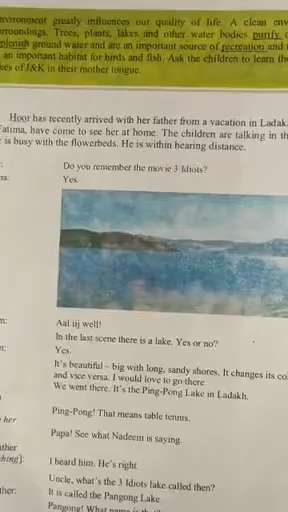 nvironment greatly influences our quality of life. A clean env
urroundings. Trees, plants, lakes and other water bodies purify
plenish ground water and are an important source of recreation and
an important habitat for birds and fish. Ask the children to learn the
kes of J&K in their mother tongue.
Hoor has recently arrived with her father from a vacation in Ladak
atima, have come to see her at home. The children are talking in th
is busy with the flowerbeds. He is within hearing distance.
Do you remember the movie 3 Idiots?
Yes.
Aal iij well!
In the last scene there is a lake. Yes or no?
Yes.
It's beautiful – big with long, sandy shores. It changes its co
and vice versa. I would love to go there.
We went there. It's the Ping-Pong Lake in Ladakh.
Ping-Pong! That means table tennis.
her
Papa! See what Nadeem is saying.
ather
hing]: I heard him. He's right.
Uncle, what's the 3 Idiots lake called then?
ther: It is called the Pangong Lake.
Pangong! What name is